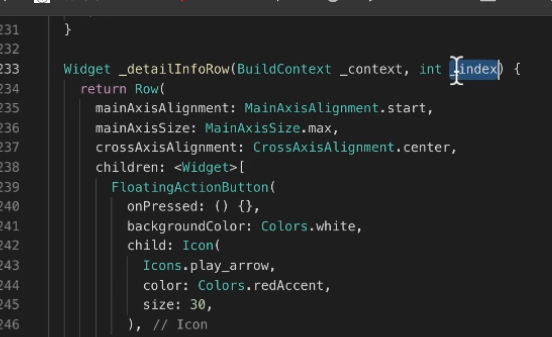 231 }
232
233 Widget _detailInfoRow(BuildContext _context, int _index) {
234 return Row(
235 mainAxisAlignment: MainAxisAlignment.start,
236 mainAxisSize: MainAxisSize.max,
237 crossAxisAlignment: CrossAxisAlignment.center,
238 children: <Widget>[
239 FloatingActionButton(
240 onPressed: () {},
241 backgroundColor: Colors.white,
242 child: Icon(
243 Icons.play_arrow,
244 color: Colors.redAccent,
245 size: 30,
246 ), // Icon